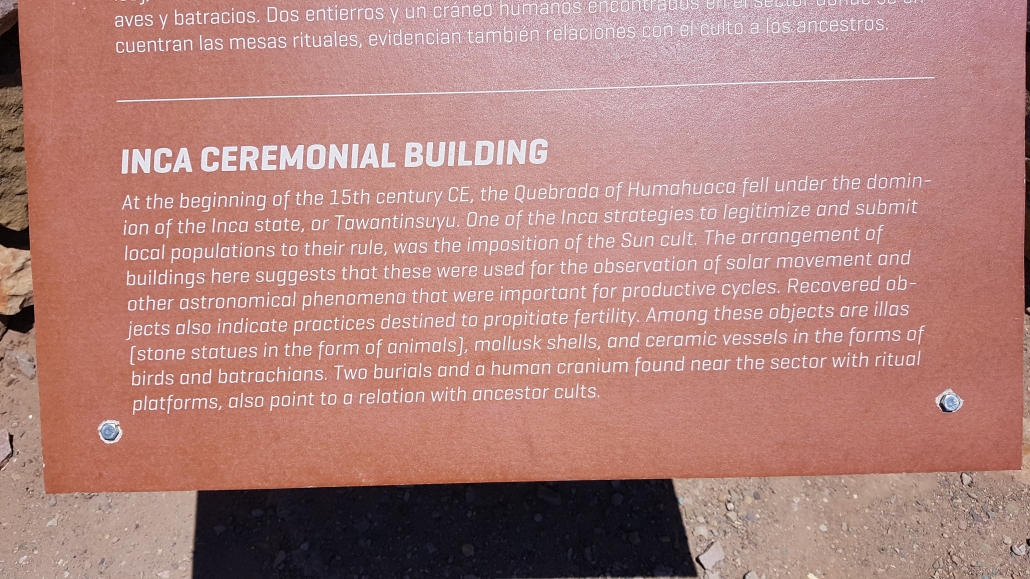 aves y batracios. Dos entierros y un cráneo humanos encontrados en el sector donde se en-
cuentran las mesas rituales, evidencian también relaciones con el culto a los ancestros.
INCA CEREMONIAL BUILDING
At the beginning of the 15th century CE, the Quebrada of Humahuaca fell under the domin-
ion of the Inca state, or Tawantinsuyu. One of the Inca strategies to legitimize and submit
local populations to their rule, was the imposition of the Sun cult. The arrangement of
buildings here suggests that these were used for the observation of solar movement and
other astronomical phenomena that were important for productive cycles. Recovered ob-
jects also indicate practices destined to propitiate fertility. Among these objects are illas
(stone statues in the form of animals), mollusk shells, and ceramic vessels in the forms of
birds and batrachians. Two burials and a human cranium found near the sector with ritual
platforms, also point to a relation with ancestor cults.